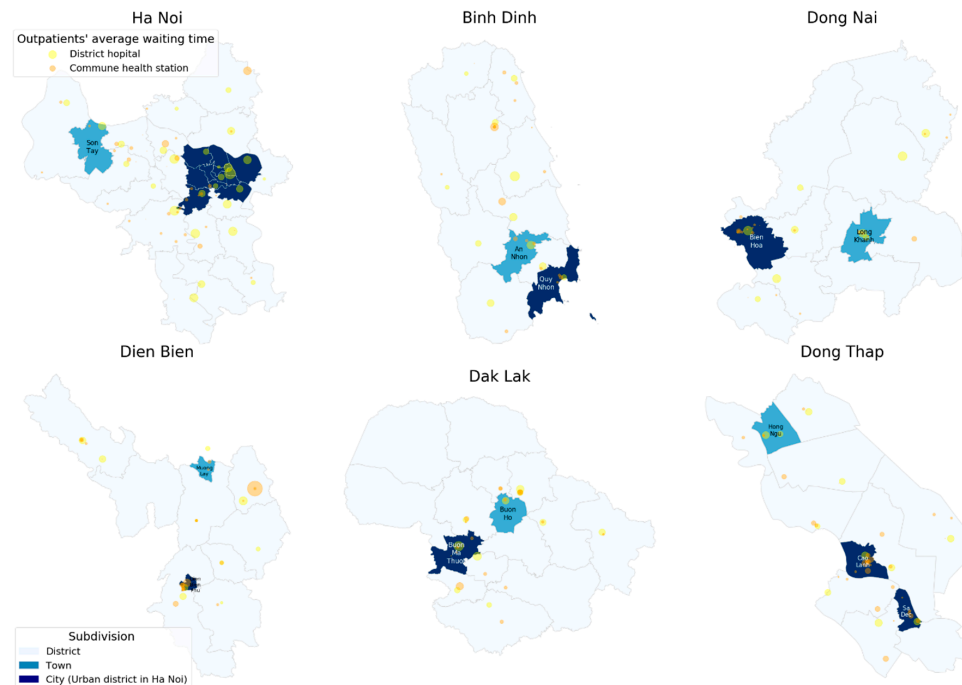 Ha Noi
Binh Dinh
Dong Nai
Outpatients' average waiting time
District hopital
Commune health station
Son
Tay
An
Nhon
Quy
Nhon
Bien
Hoa
Long
Khanh
Dien Bien
Dak Lak
Dong Thap
Muong
Lay
Buon
Ho
Buon
Ma
Thuot
Hong
Ngu
Cao
Lanh
Sa
Dec
Subdivision
District
Town
City (Urban district in Ha Noi)